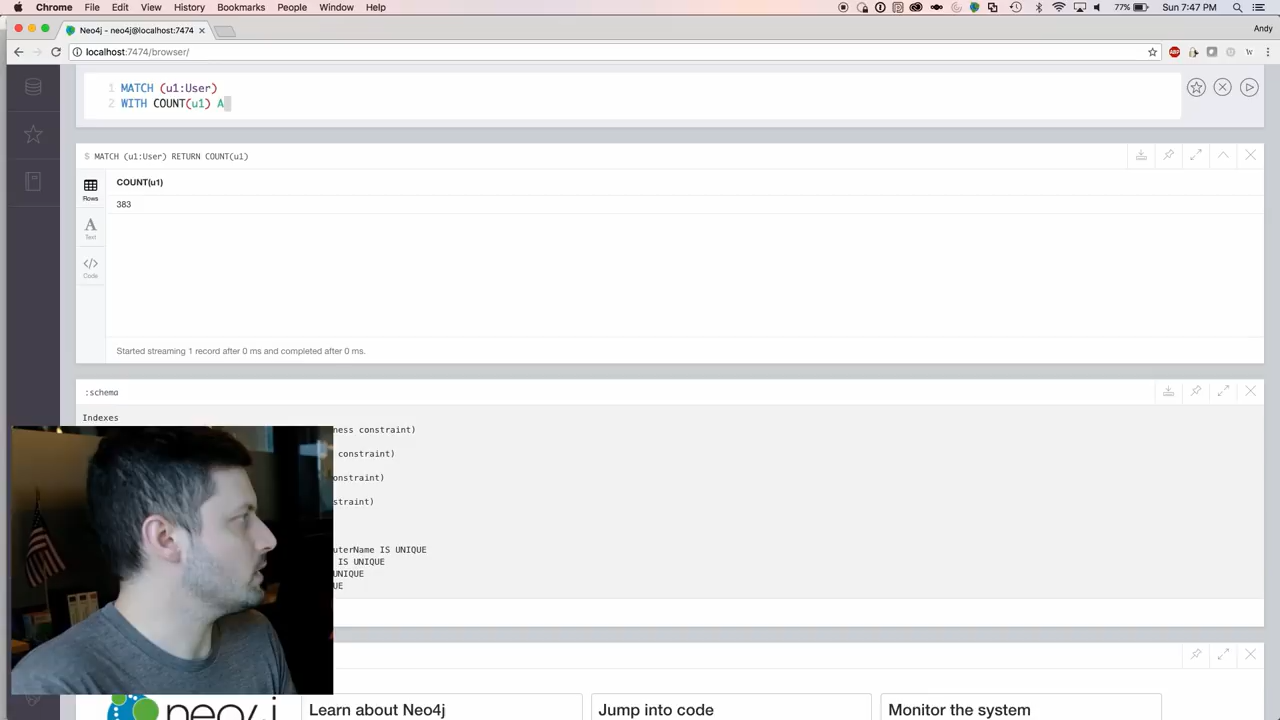 Chrome File Edit View History Bookmarks People Window Help 77% Sun 7:47 PM
Neo4j - neo4j@localhost:7474
Andy
localhost:7474/browser/
1 MATCH (u1:User)
2 WITH COUNT(u1) A
$ MATCH (u1:User) RETURN COUNT(u1)
Rows
COUNT(u1)
383
A
Text
</>
Code
Started streaming 1 record after 0 ms and completed after 0 ms.
:schema
Indexes
ness constraint)
constraint)
onstraint)
straint)
uterName IS UNIQUE
IS UNIQUE
UNIQUE
UE
neo4j
Learn about Neo4j
Jump into code
Monitor the system